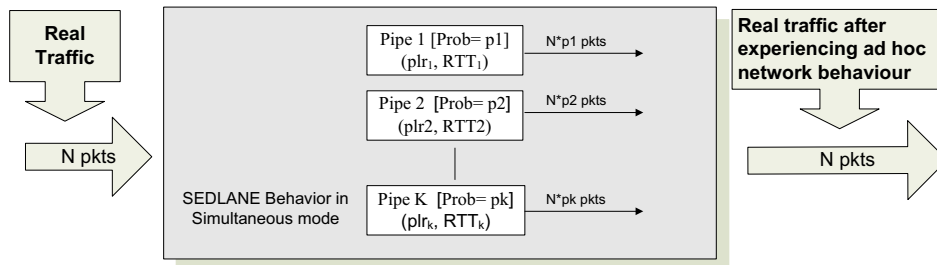 Real
Traffic
N pkts
Pipe 1 [Prob= p1]
(plr₁, RTT₁)
N*p1 pkts
Pipe 2 [Prob= p2]
(plr2, RTT2)
N*p2 pkts
SEDLANE Behavior in
Simultaneous mode
Pipe K [Prob= pk]
(plrₖ, RTTₖ)
N*pk pkts
Real traffic after
experiencing ad hoc
network behaviour
N pkts